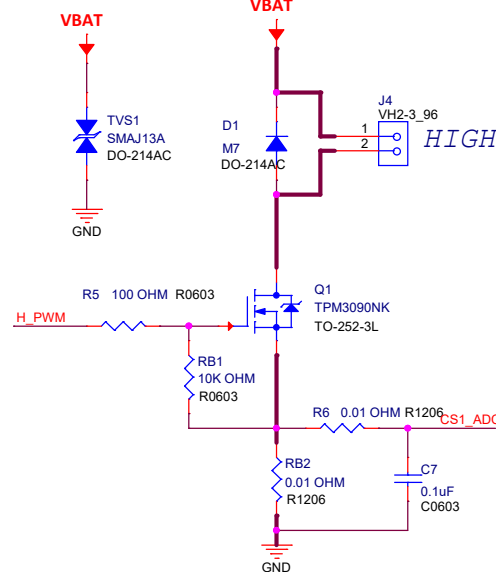 VBAT
VBAT
TVS1
SMAJ13A
DO-214AC
GND
D1
M7
DO-214AC
J4
VH2-3_96
1
2
HIGH
Q1
TPM3090NK
TO-252-3L
R5 100 OHM R0603
H_PWM
RB1
10K OHM
R0603
R6 0.01 OHM R1206
CS1_ADC
RB2
0.01 OHM
R1206
C7
0.1uF
C0603
GND